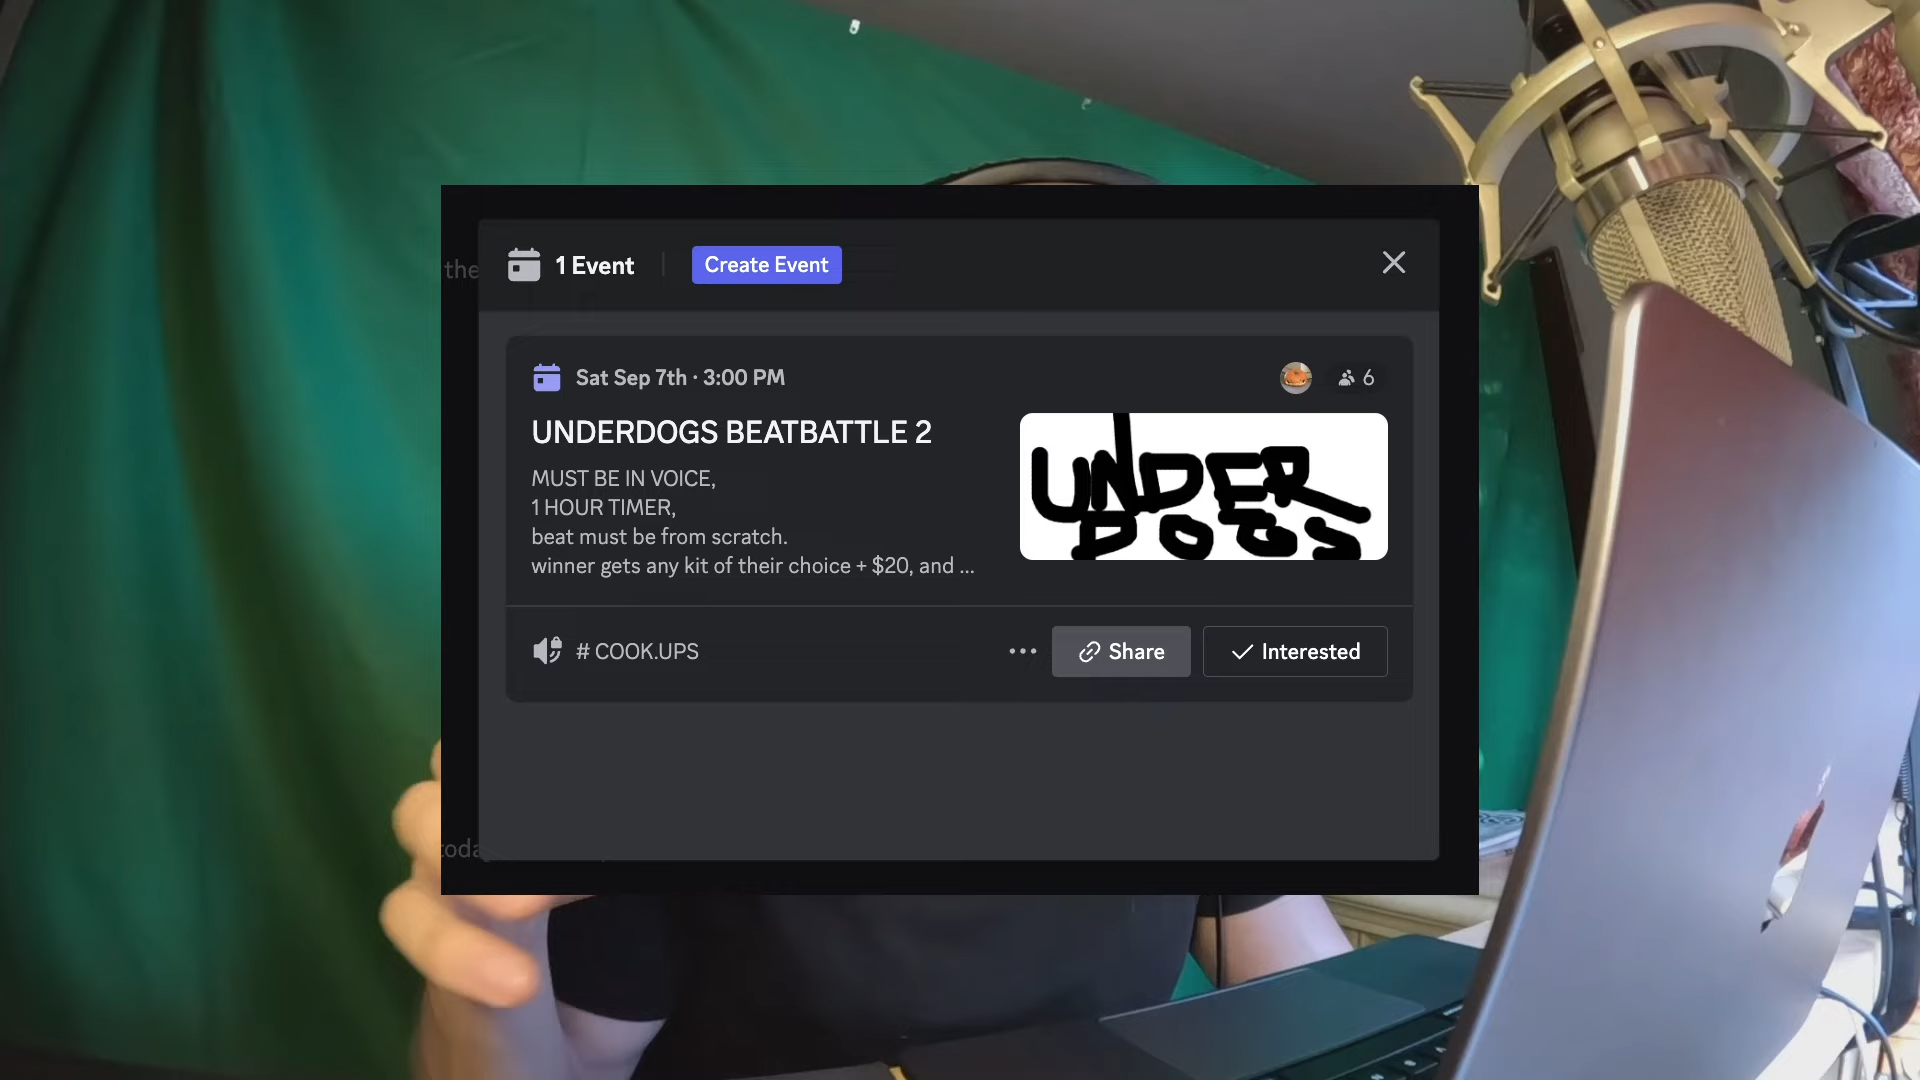 the
1 Event
Create Event
Sat Sep 7th · 3:00 PM
6
UNDERDOGS BEATBATTLE 2
MUST BE IN VOICE,
1 HOUR TIMER,
beat must be from scratch.
winner gets any kit of their choice + $20, and ...
UNDER
DOGS
# COOK.UPS
Share
Interested